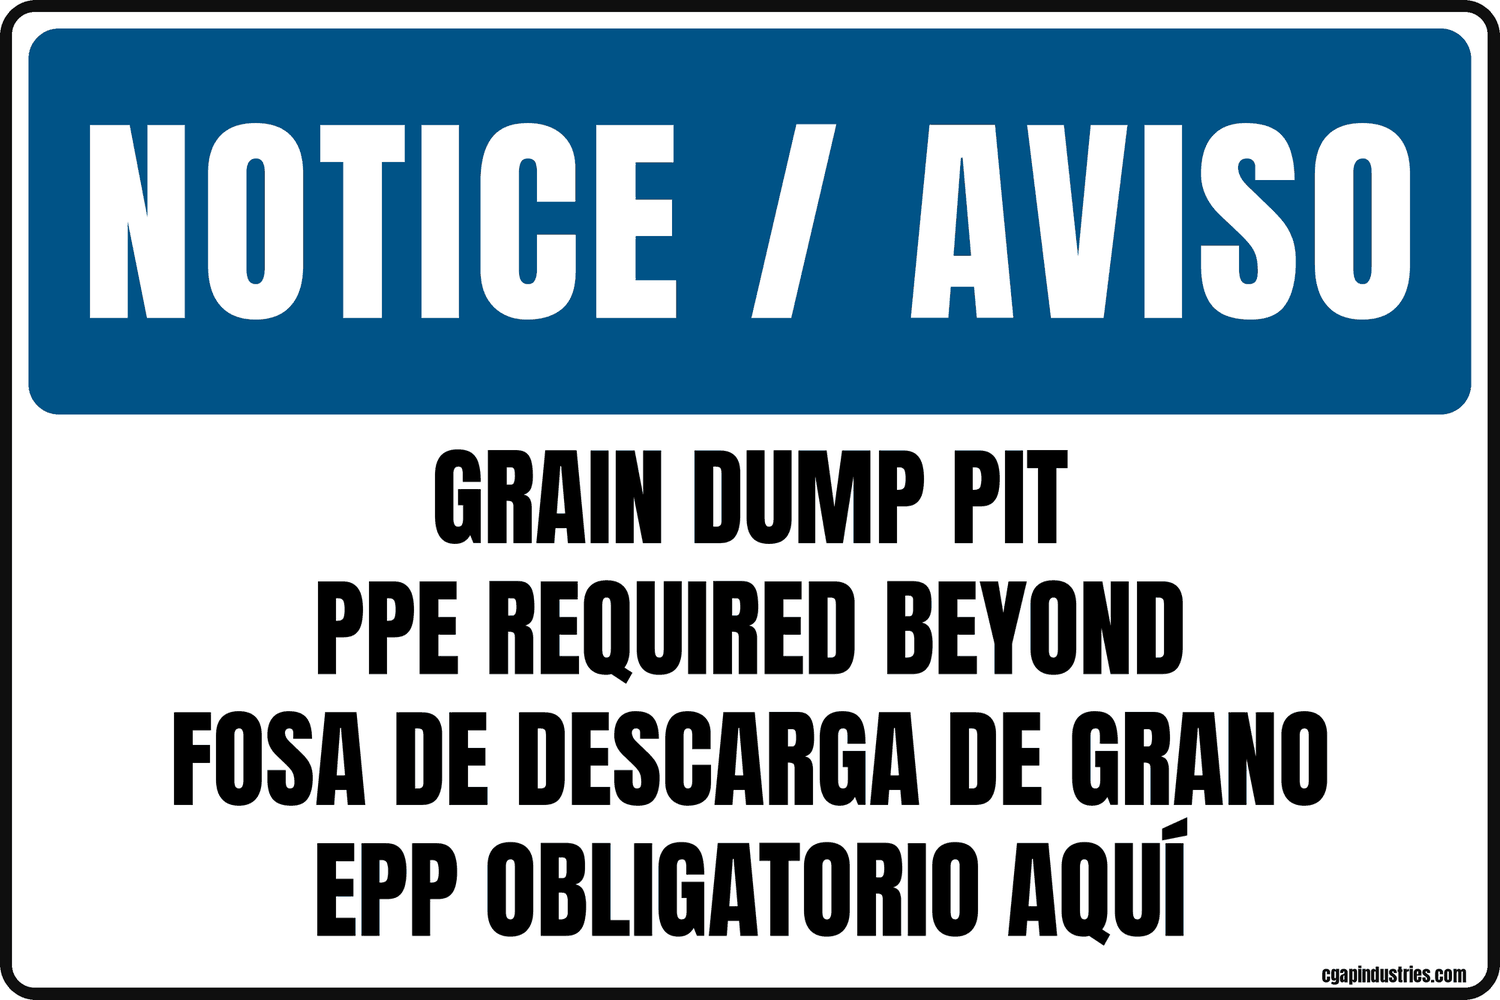 NOTICE / AVISO
GRAIN DUMP PIT
PPE REQUIRED BEYOND
FOSA DE DESCARGA DE GRANO
EPP OBLIGATORIO AQUÍ
cgapindustries.com